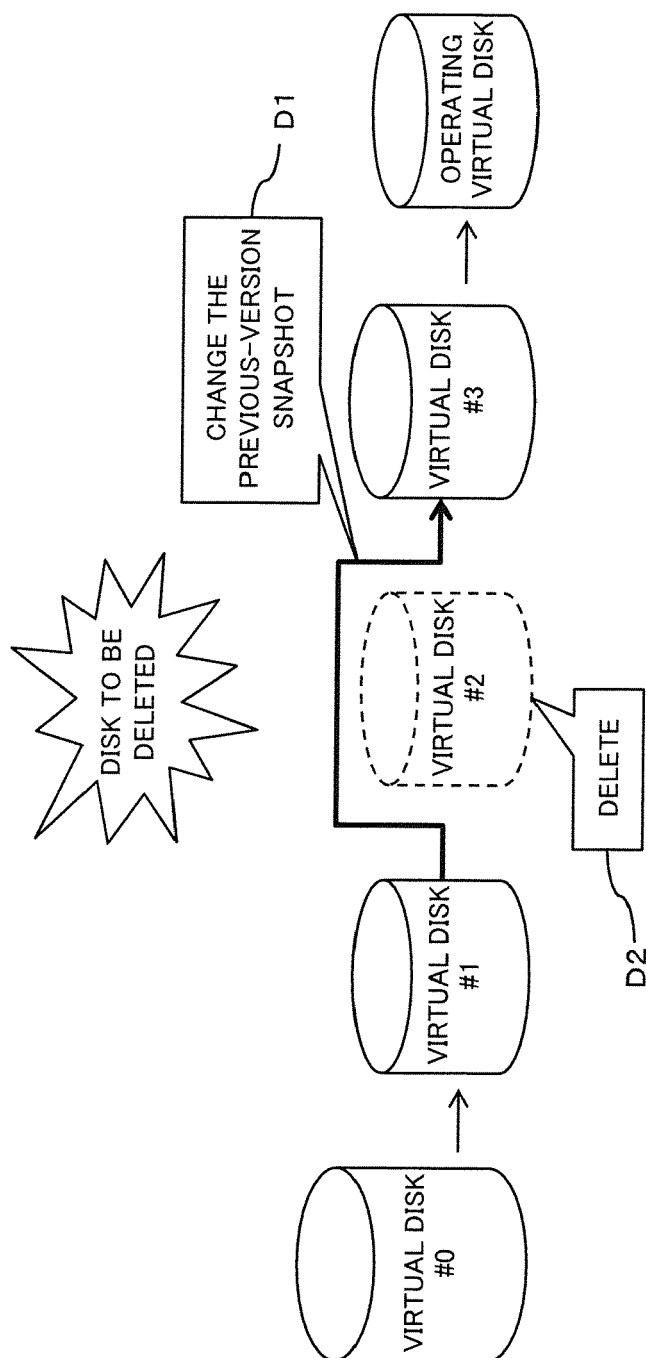 DISK TO BE
DELETED
CHANGE THE
PREVIOUS-VERSION
SNAPSHOT
D1
VIRTUAL DISK
#0
VIRTUAL DISK
#1
VIRTUAL DISK
#2
VIRTUAL DISK
#3
OPERATING
VIRTUAL DISK
DELETE
D2